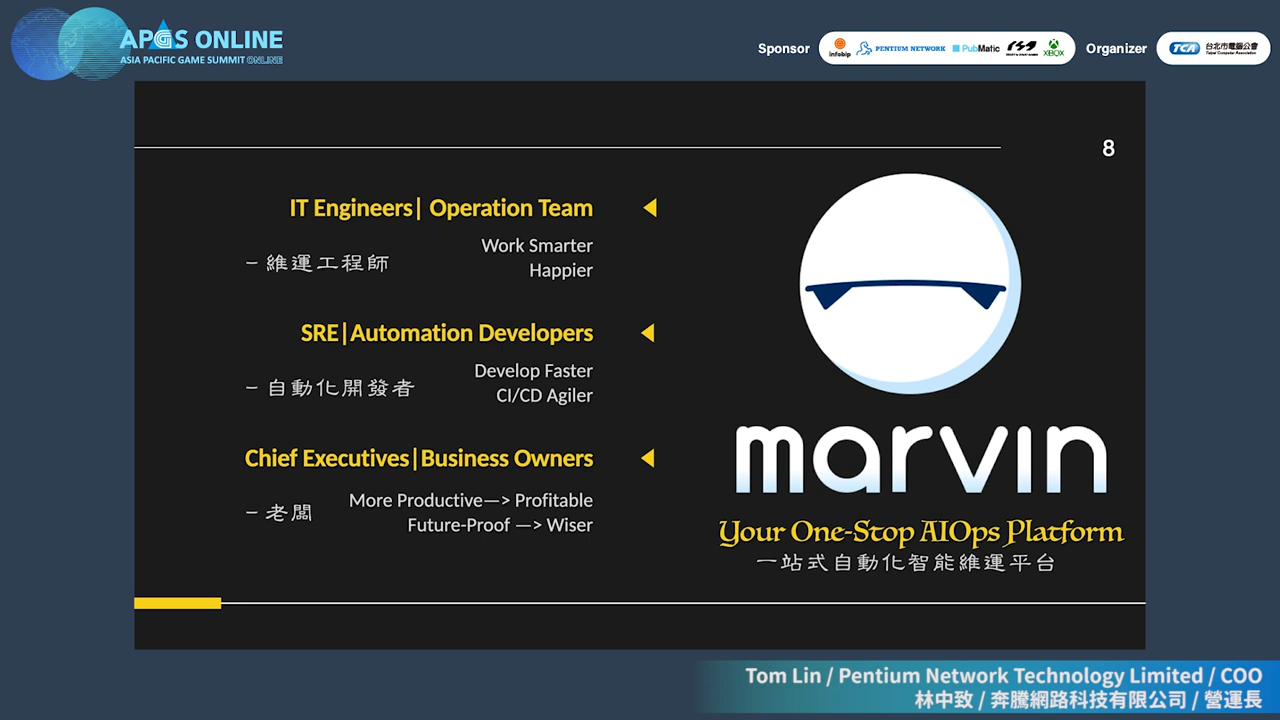 APGS ONLINE
ASIA PACIFIC GAME SUMMIT ONLINE
Sponsor
infobip
PENTIUM NETWORK
PubMatic
XBOX
Organizer
TCA
台北市電腦公會
Taipei Computer Association
8
IT Engineers| Operation Team
Work Smarter
– 維運工程師
Happier
SRE|Automation Developers
Develop Faster
– 自動化開發者
CI/CD Agiler
Chief Executives|Business Owners
More Productive—> Profitable
– 老闆
Future-Proof —> Wiser
marvin
Your One-Stop AIOps Platform
一站式自動化智能維運平台
Tom Lin / Pentium Network Technology Limited / COO
林中致 / 奔騰網路科技有限公司 / 營運長